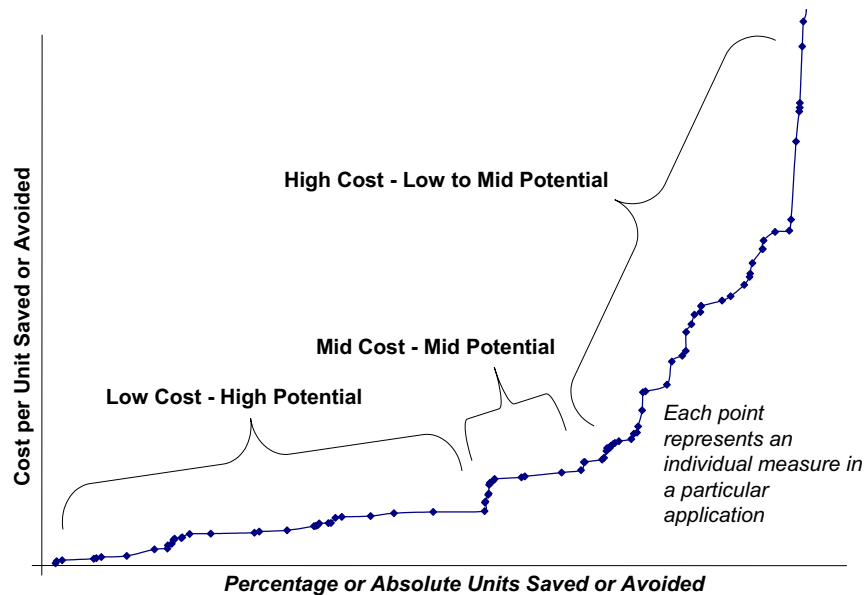 High Cost - Low to Mid Potential
Mid Cost - Mid Potential
Low Cost - High Potential
Each point
represents an
individual measure in
a particular
application
Cost per Unit Saved or Avoided
Percentage or Absolute Units Saved or Avoided